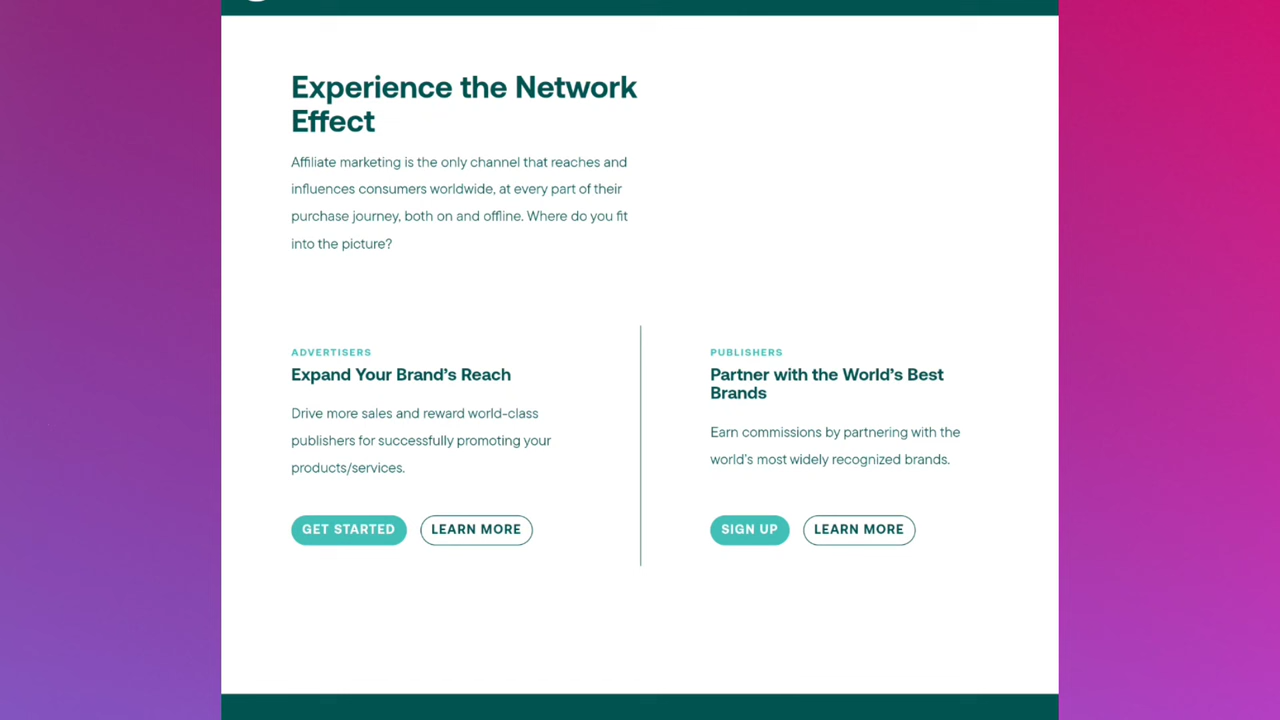 Experience the Network
Effect
Affiliate marketing is the only channel that reaches and
influences consumers worldwide, at every part of their
purchase journey, both on and offline. Where do you fit
into the picture?
ADVERTISERS
Expand Your Brand's Reach
Drive more sales and reward world-class
publishers for successfully promoting your
products/services.
GET STARTED
LEARN MORE
PUBLISHERS
Partner with the World's Best
Brands
Earn commissions by partnering with the
world's most widely recognized brands.
SIGN UP
LEARN MORE